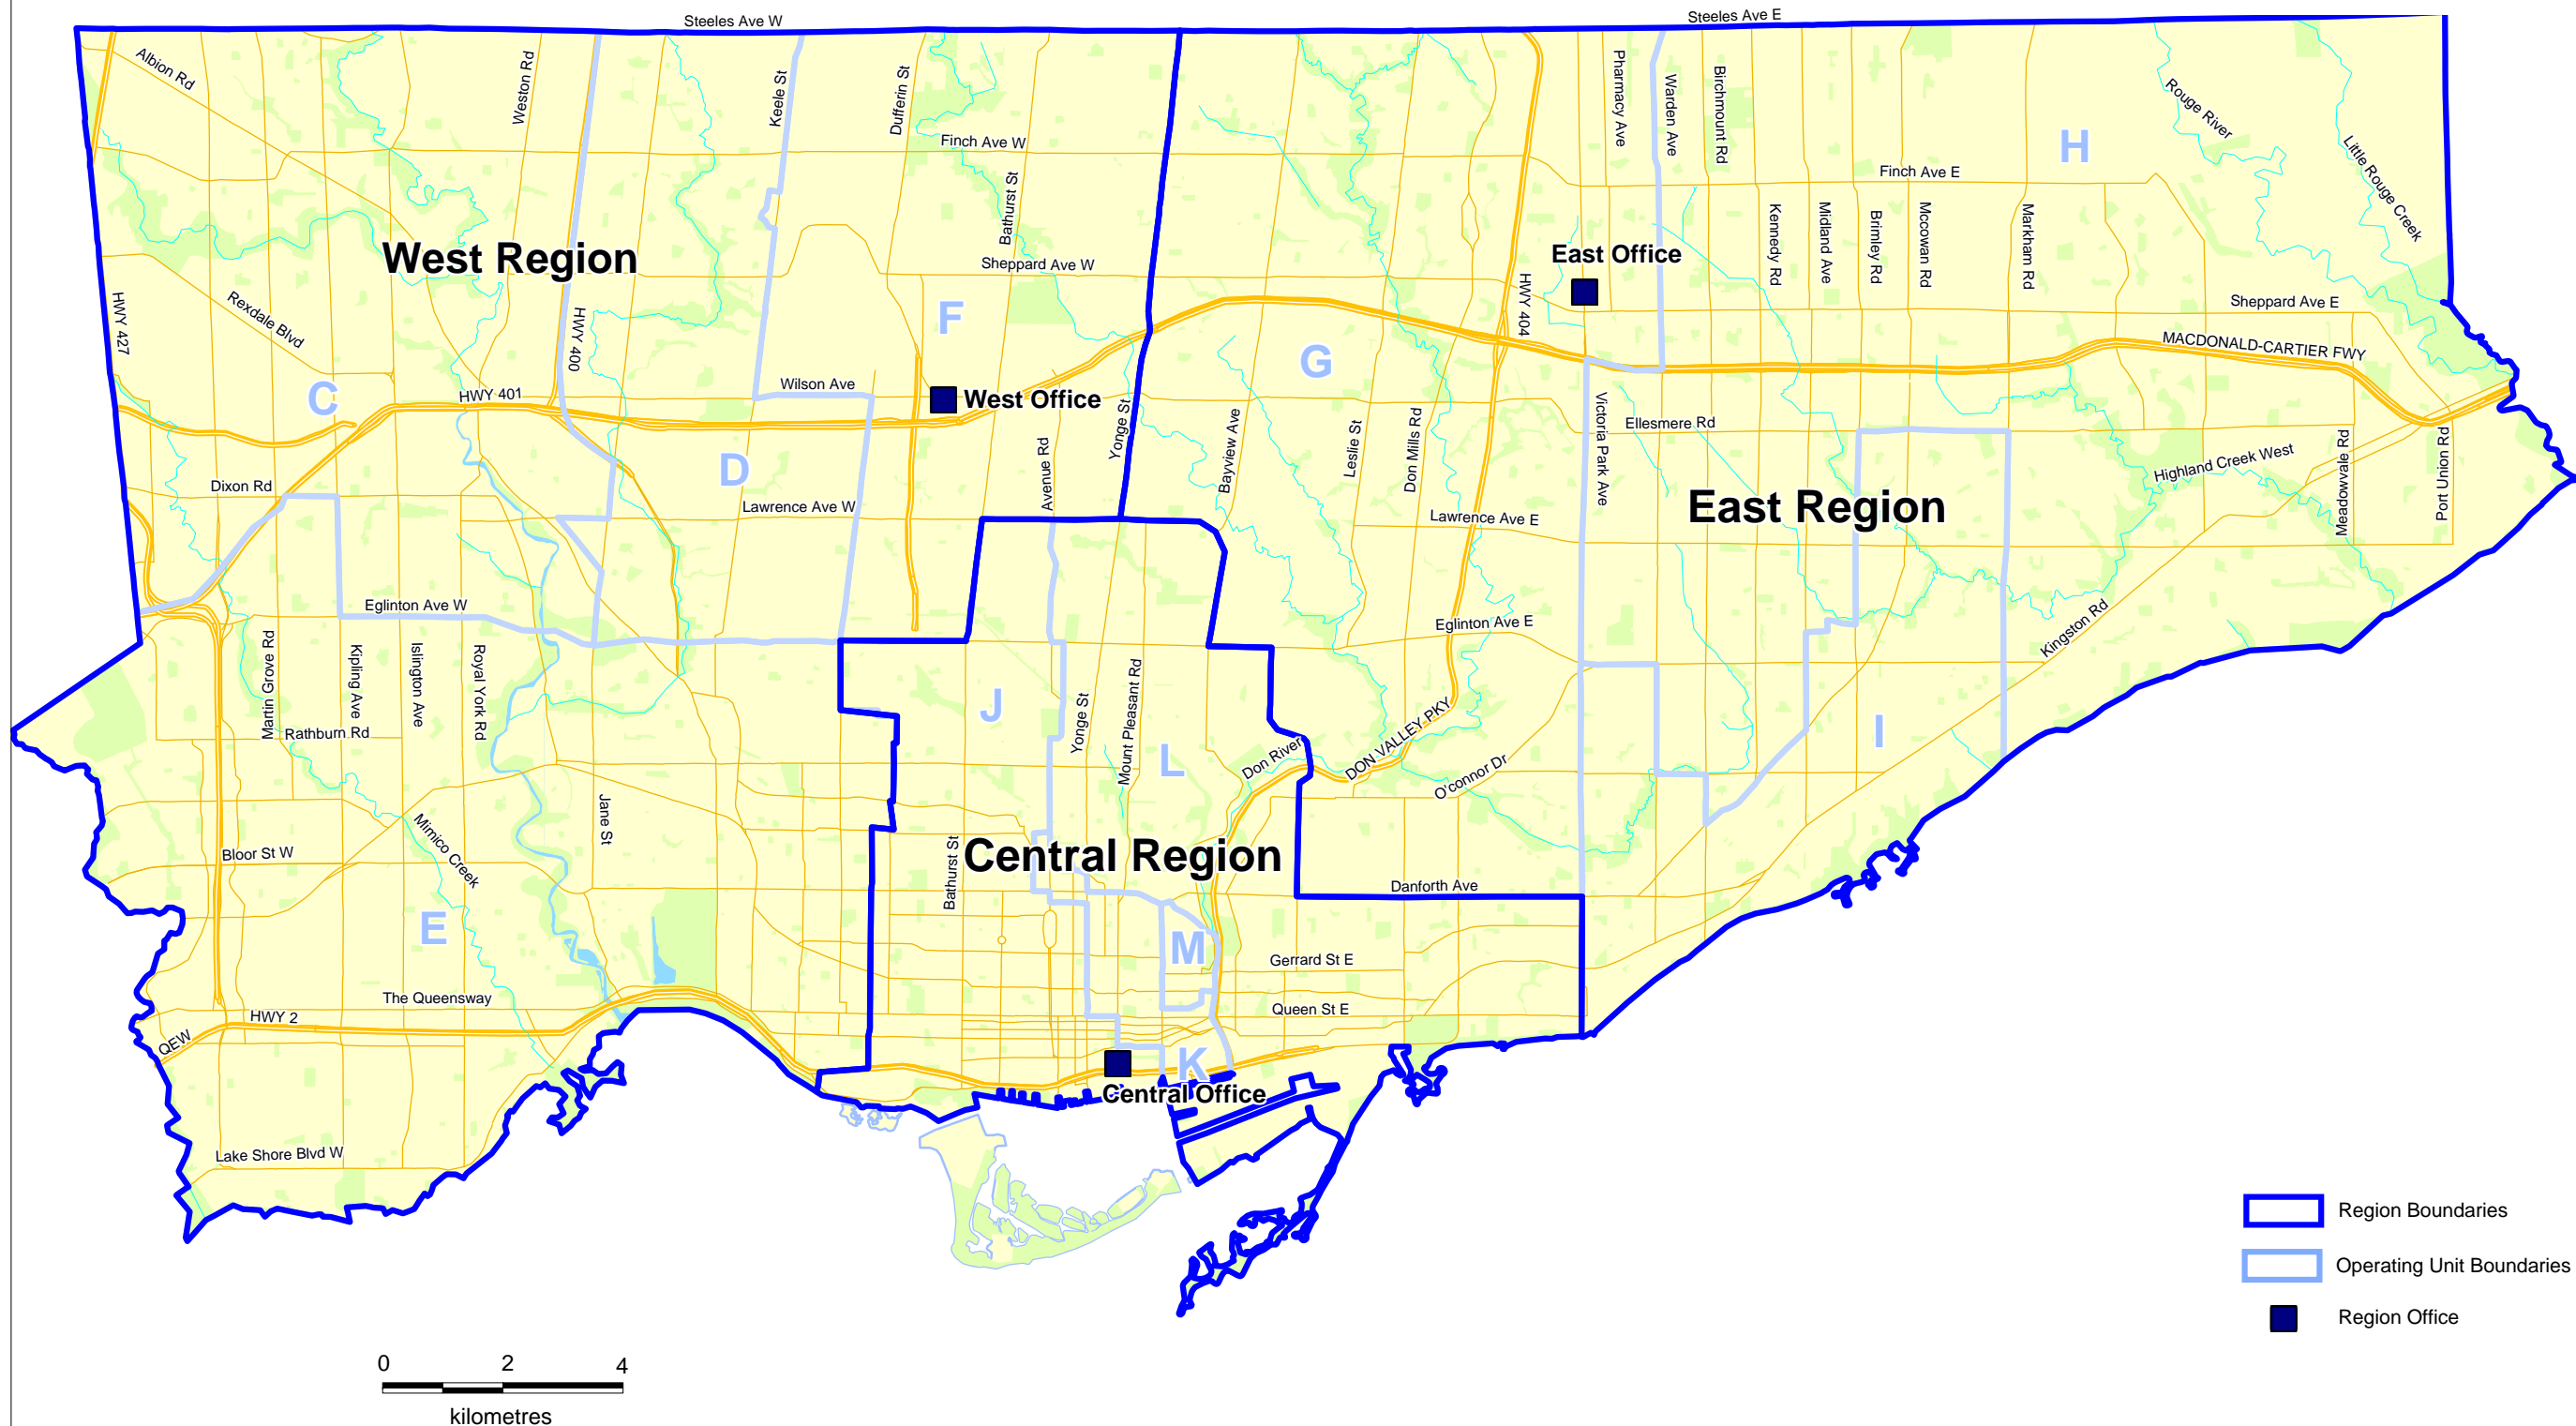 Steeles Ave W
Steeles Ave E
Albion Rd
Weston Rd
Keele St
Dufferin St
Pharmacy Ave
Warden Ave
Birchmount Rd
Rouge River
Little Rouge Creek
H
Finch Ave W
Finch Ave E
Bathurst St
Kennedy Rd
Midland Ave
Brimley Rd
Mccowan Rd
Markham Rd
West Region
East Office
Sheppard Ave W
Sheppard Ave E
HWY 427
Rexdale Blvd
HWY 400
F
HWY 404
G
MACDONALD-CARTIER FWY
C
HWY 401
Wilson Ave
West Office
Yonge St
Bayview Ave
Leslie St
Don Mills Rd
Victoria Park Ave
Ellesmere Rd
D
Avenue Rd
Highland Creek West
Meadowvale Rd
Port Union Rd
Dixon Rd
Lawrence Ave W
Lawrence Ave E
East Region
Eglinton Ave W
Eglinton Ave E
Kingston Rd
Martin Grove Rd
Kipling Ave
Islington Ave
Royal York Rd
Rathburn Rd
J
Yonge St
Mount Pleasant Rd
L
Don River
DON VALLEY PKY
O'connor Dr
I
Jane St
Mimico Creek
Bloor St W
Bathurst St
Central Region
Danforth Ave
E
M
Gerrard St E
The Queensway
HWY 2
QEW
Queen St E
K
Central Office
Lake Shore Blvd W
Region Boundaries
Operating Unit Boundaries
Region Office
0 2 4
kilometres